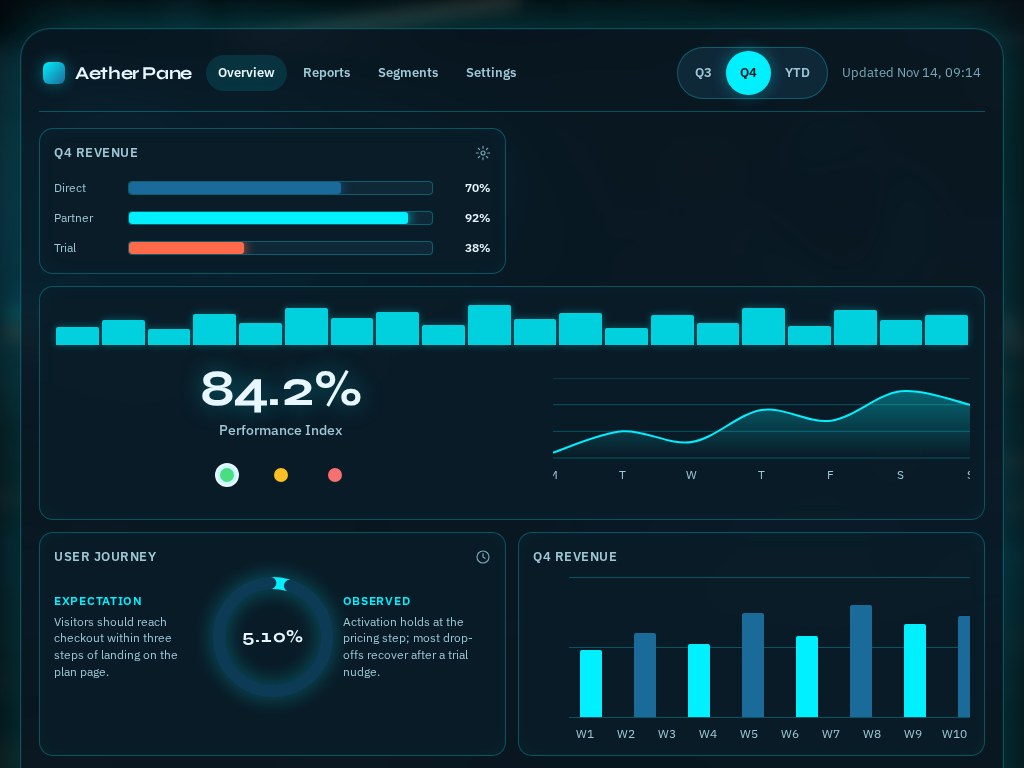 Aether Pane
Overview
Reports
Segments
Settings
Q3
Q4
YTD
Updated Nov 14, 09:14
Q4 REVENUE
Direct
70%
Partner
92%
Trial
38%
84.2%
Performance Index
T
W
T
F
S
USER JOURNEY
EXPECTATION
Visitors should reach
checkout within three
steps of landing on the
plan page.
5.10%
OBSERVED
Activation holds at the
pricing step; most drop-
offs recover after a trial
nudge.
Q4 REVENUE
W1
W2
W3
W4
W5
W6
W7
W8
W9
W10